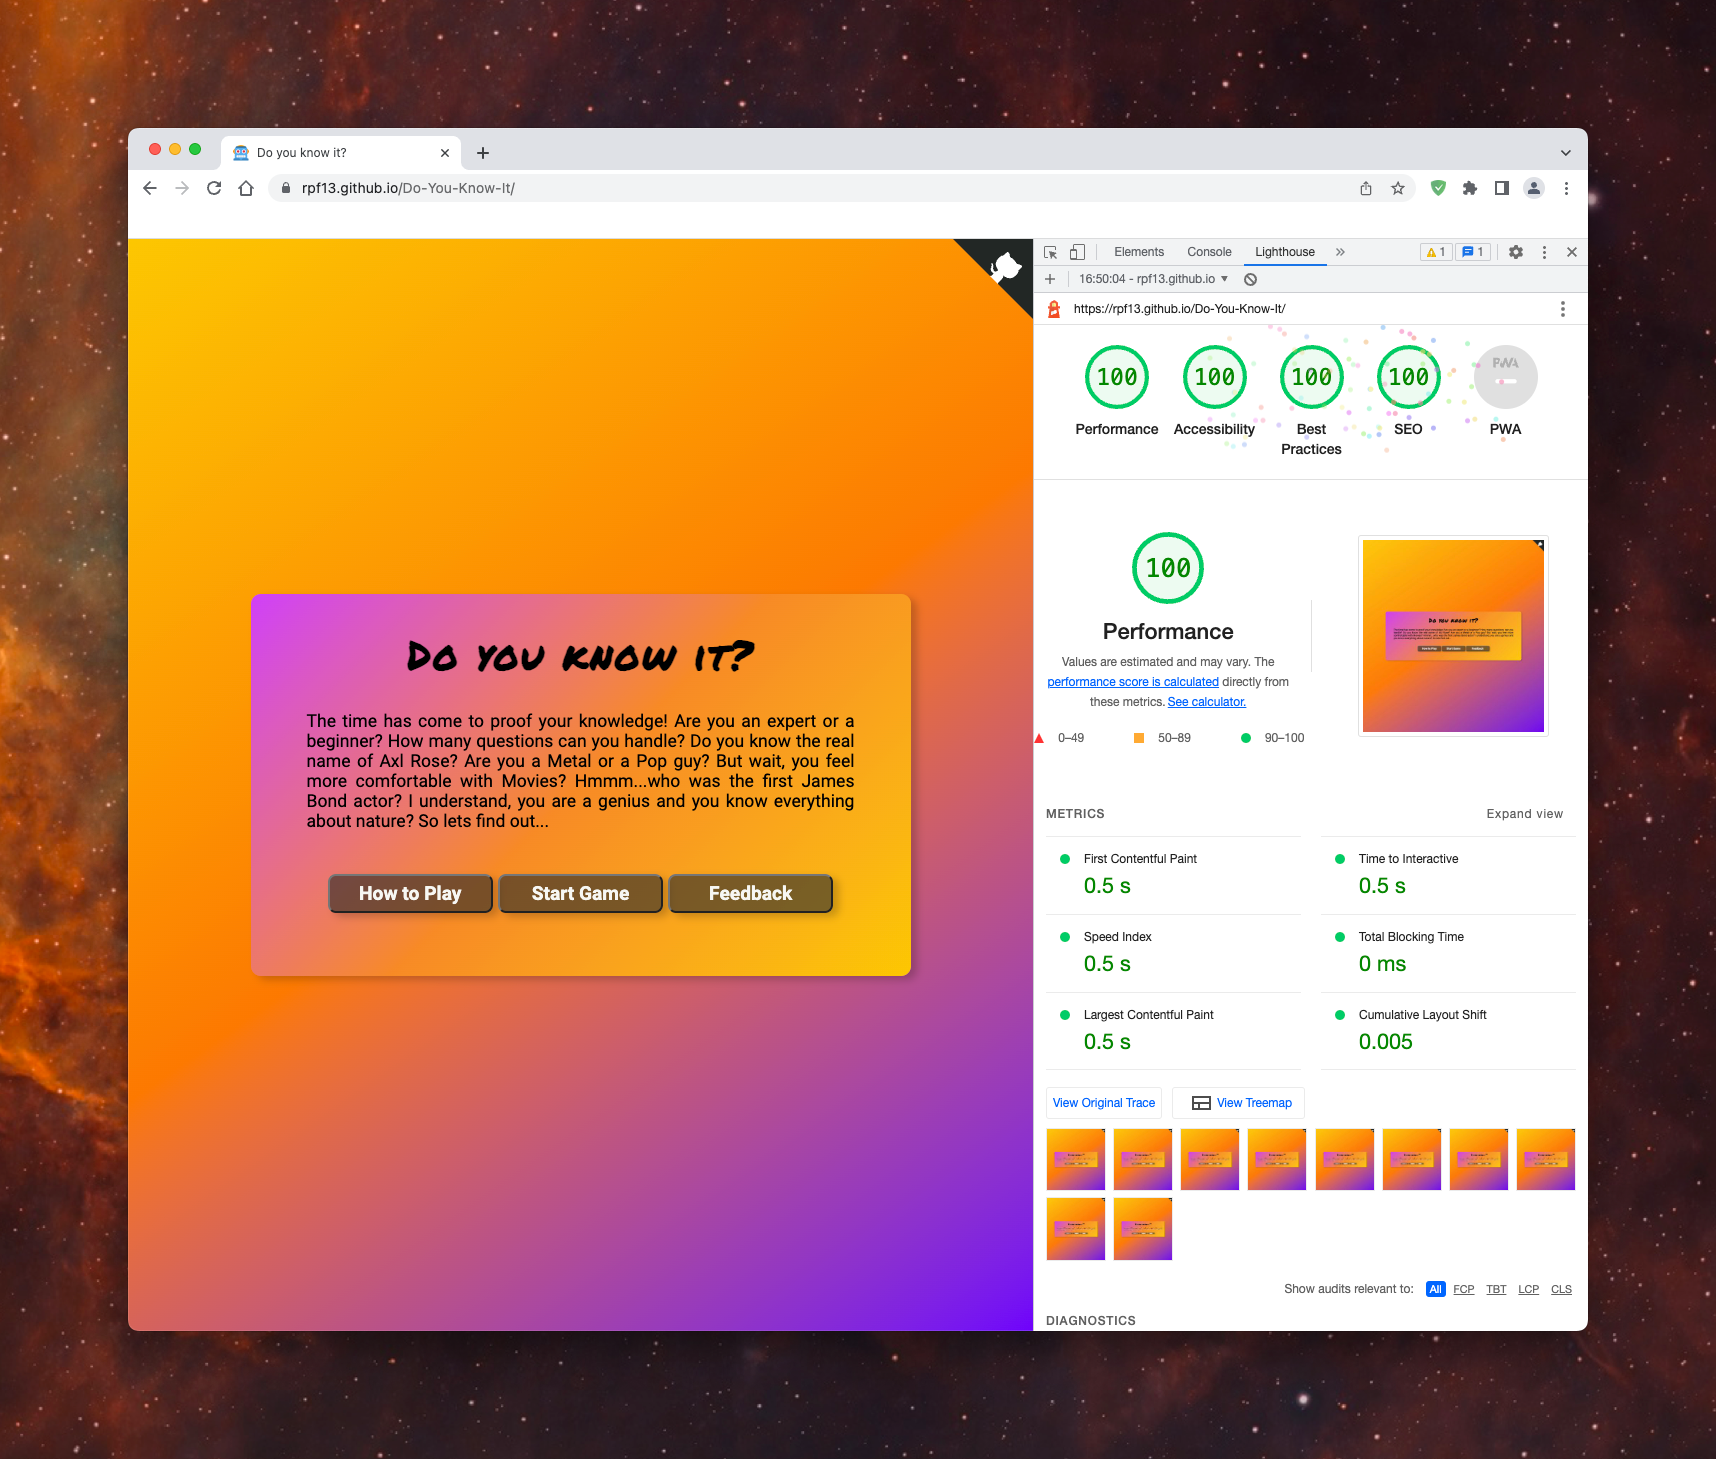 Do you know it?
rpf13.github.io/Do-You-Know-It/
Do you know it?
The time has come to proof your knowledge! Are you an expert or a
beginner? How many questions can you handle? Do you know the real
name of Axl Rose? Are you a Metal or a Pop guy? But wait, you feel
more comfortable with Movies? Hmmm...who was the first James
Bond actor? I understand, you are a genius and you know everything
about nature? So lets find out...
How to Play
Start Game
Feedback
Elements
Console
Lighthouse
1
1
16:50:04 - rpf13.github.io
https://rpf13.github.io/Do-You-Know-It/
100
Performance
100
Accessibility
100
Best
Practices
100
SEO
PWA
PWA
100
Performance
Values are estimated and may vary. The
performance score is calculated directly from
these metrics. See calculator.
0–49
50–89
90–100
Do you know it?
METRICS
Expand view
First Contentful Paint
0.5 s
Time to Interactive
0.5 s
Speed Index
0.5 s
Total Blocking Time
0 ms
Largest Contentful Paint
0.5 s
Cumulative Layout Shift
0.005
View Original Trace
View Treemap
Show audits relevant to: All FCP TBT LCP CLS
DIAGNOSTICS